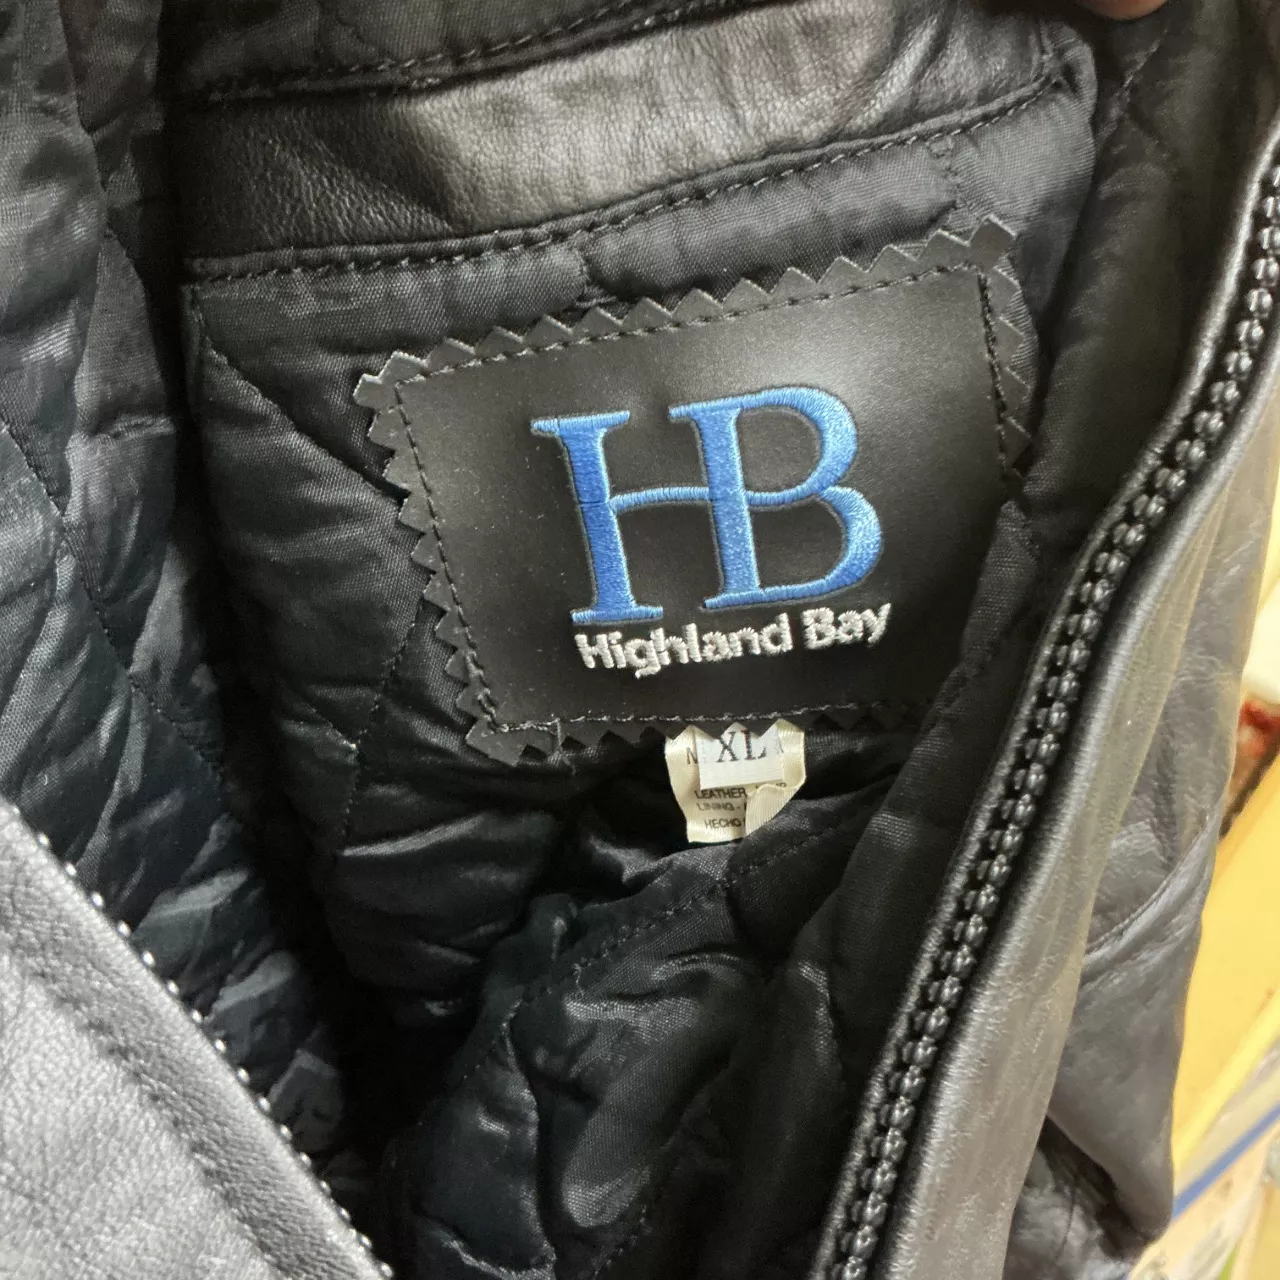 HB
Highland Bay
XL
LEATHER
LINING -
HECHO